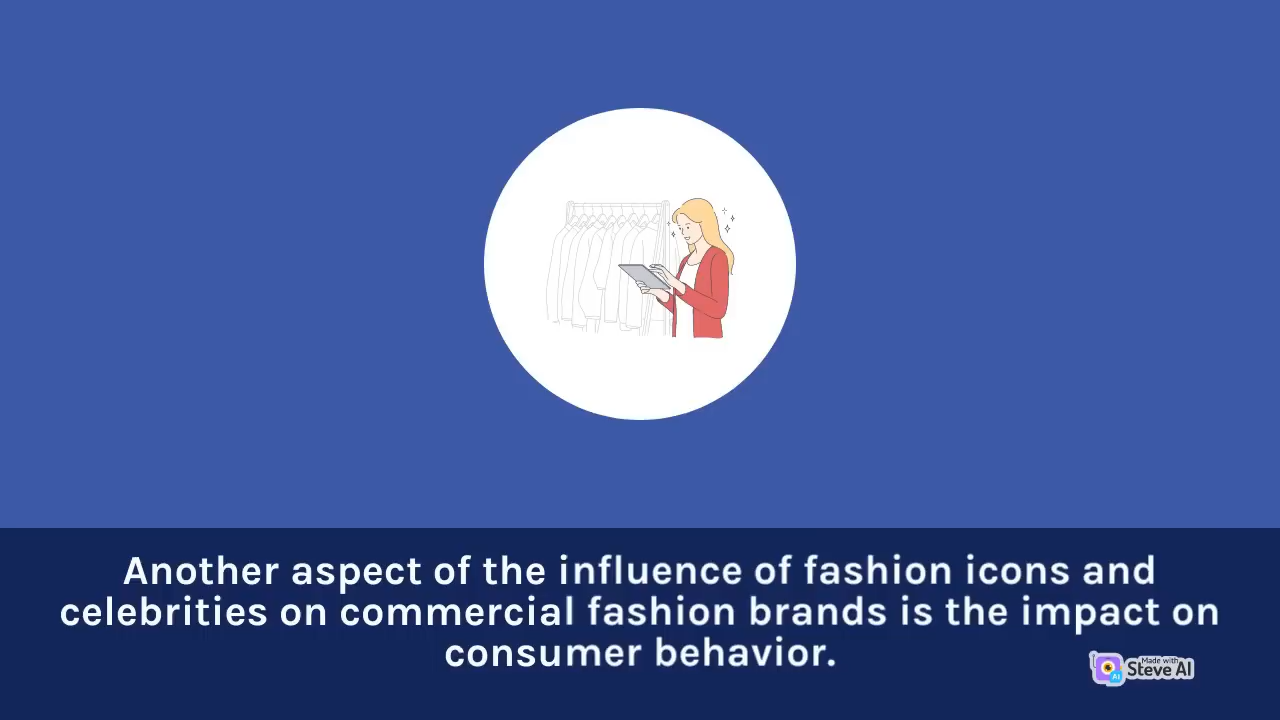 Another aspect of the influence of fashion icons and
celebrities on commercial fashion brands is the impact on
consumer behavior.
Made with
Steve AI
AI